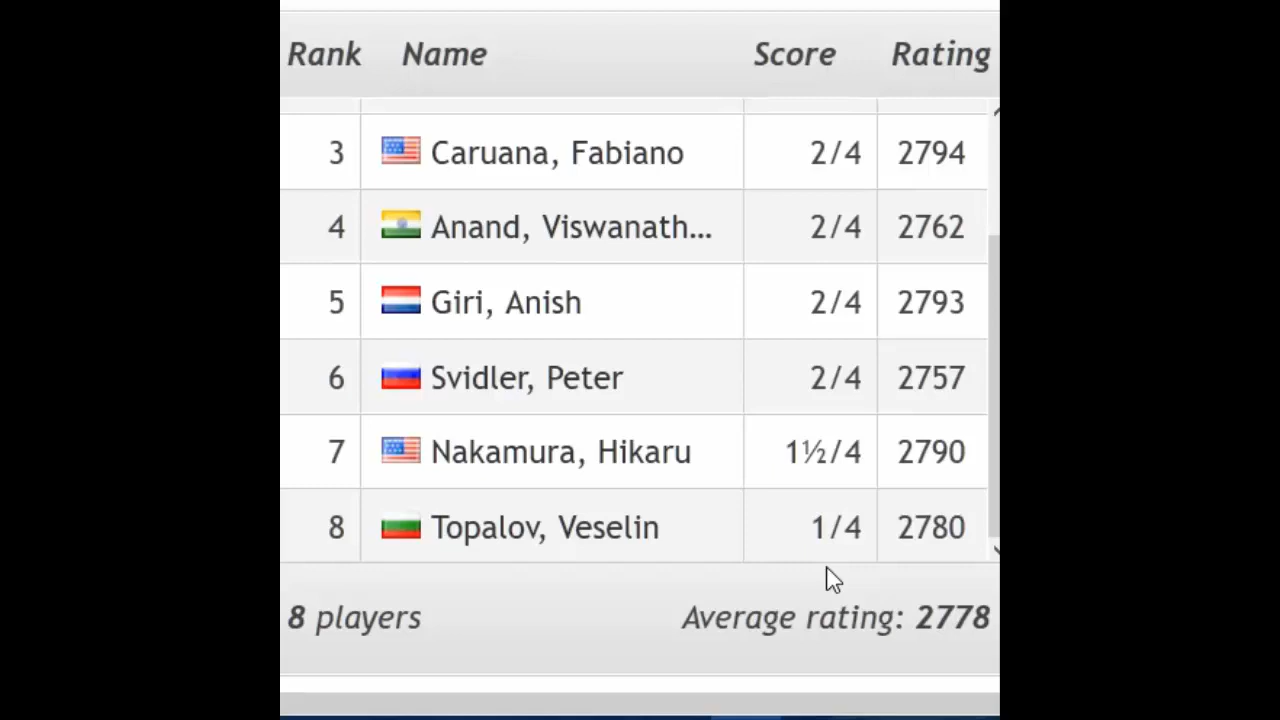 Rank Name Score Rating
3 Caruana, Fabiano 2/4 2794
4 Anand, Viswanath... 2/4 2762
5 Giri, Anish 2/4 2793
6 Svidler, Peter 2/4 2757
7 Nakamura, Hikaru 1½/4 2790
8 Topalov, Veselin 1/4 2780
8 players Average rating: 2778